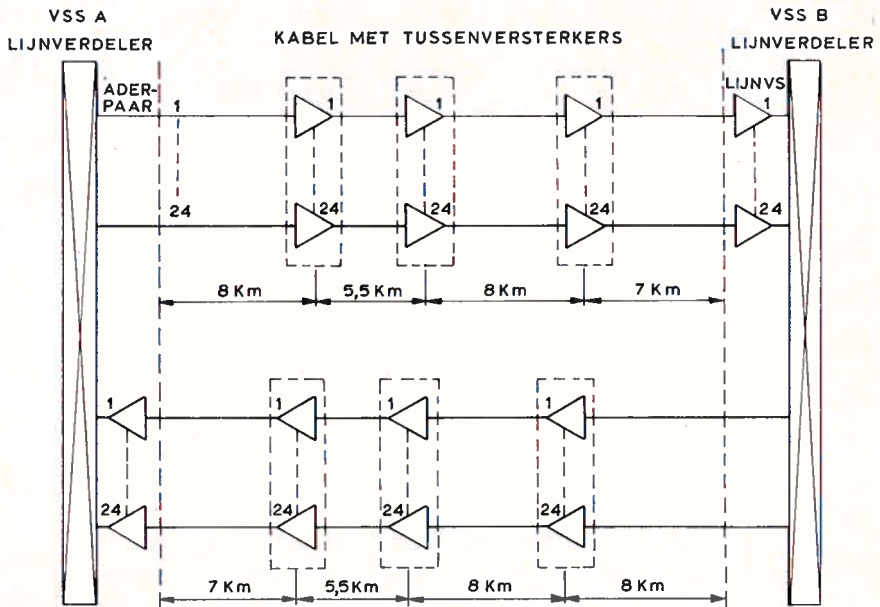 VSS A
LIJNVERDELER
KABEL MET TUSSENVERSTERKERS
VSS B
LIJNVERDELER
ADER-
PAAR
1
1
1
1
LIJNVS
1
24
24
24
24
24
8 Km
5,5 Km
8 Km
7 Km
1
1
1
1
24
24
24
24
7 Km
5,5 Km
8 Km
8 Km